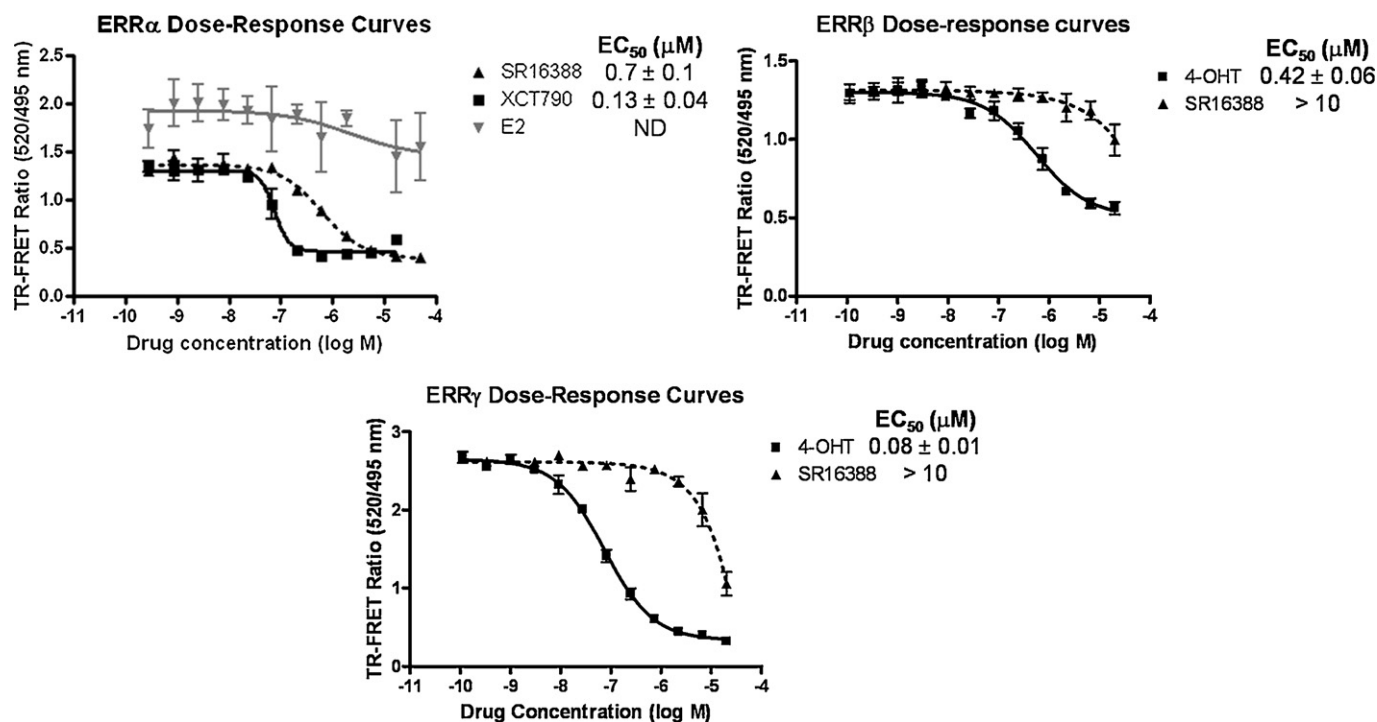 ERRα Dose-Response Curves
EC50 (μM)
SR16388 0.7 ± 0.1
XCT790 0.13 ± 0.04
E2 ND
TR-FRET Ratio (520/495 nm)
2.5
2.0
1.5
1.0
0.5
0.0
-11 -10 -9 -8 -7 -6 -5 -4
Drug concentration (log M)
ERRβ Dose-response curves
EC50 (μM)
4-OHT 0.42 ± 0.06
SR16388 > 10
TR-FRET Ratio (520/495 nm)
1.5
1.0
0.5
0.0
-11 -10 -9 -8 -7 -6 -5 -4
Drug concentration (log M)
ERRγ Dose-Response Curves
EC50 (μM)
4-OHT 0.08 ± 0.01
SR16388 > 10
TR-FRET Ratio (520/495 nm)
3
2
1
0
-11 -10 -9 -8 -7 -6 -5 -4
Drug Concentration (log M)